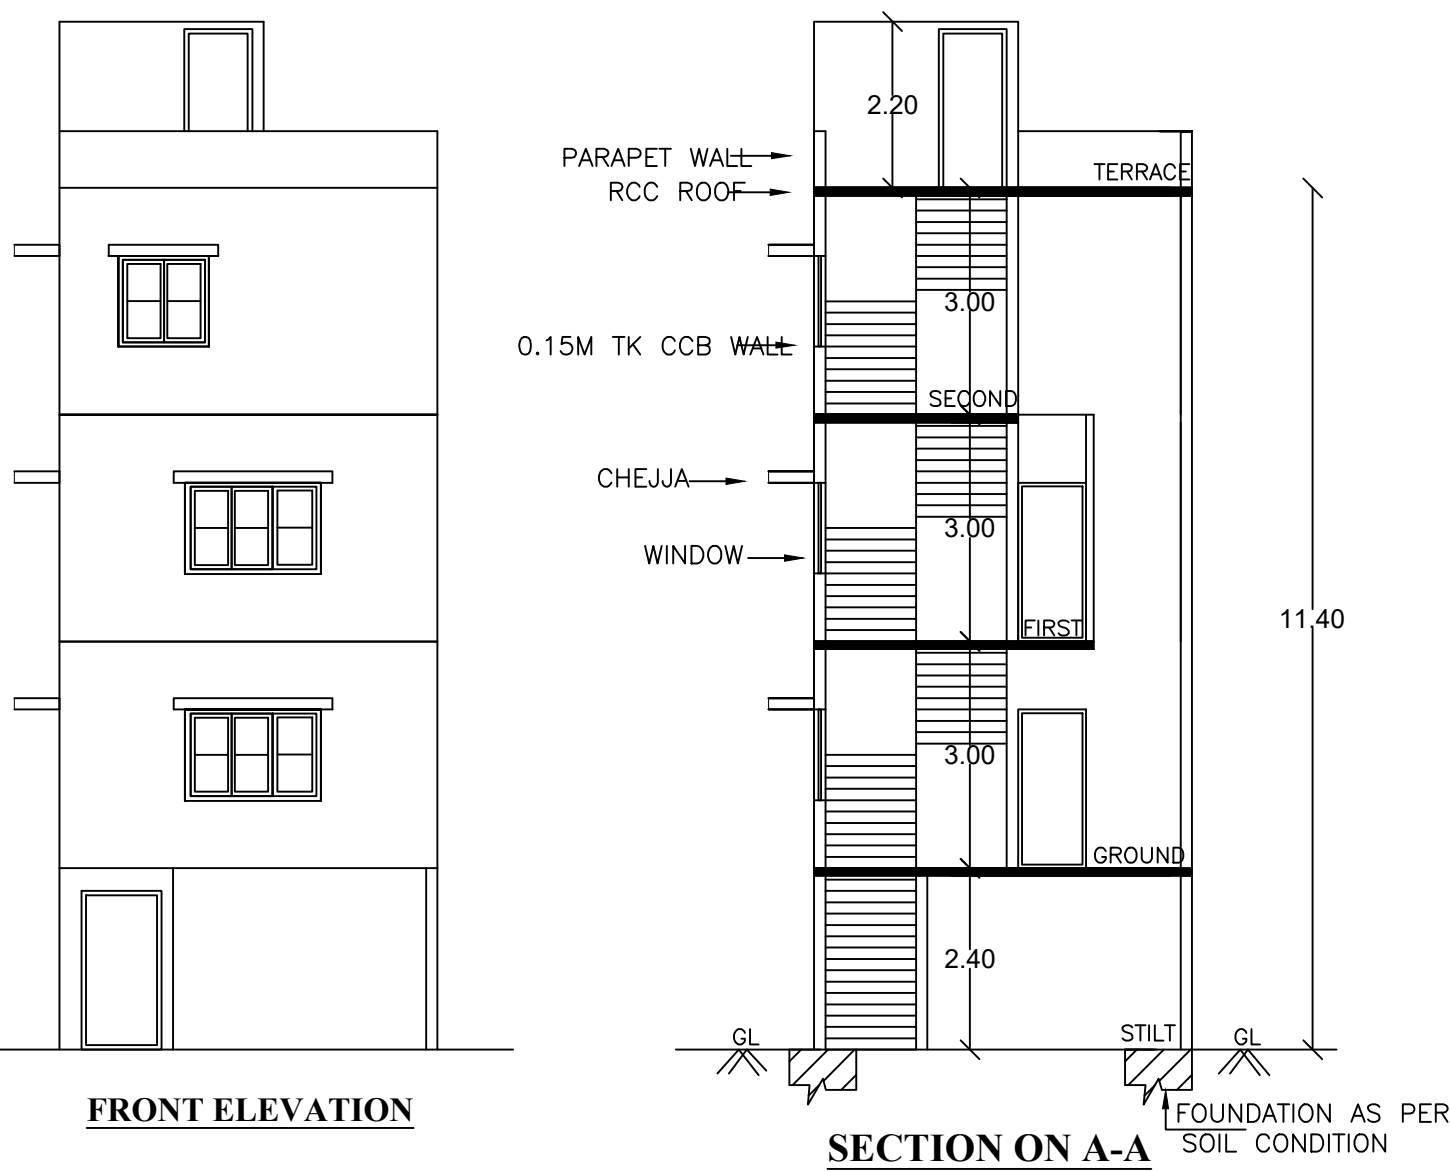 2.20
PARAPET WALL
TERRACE
RCC ROOF
3.00
0.15M TK CCB WALL
SECOND
CHEJJA
3.00
WINDOW
FIRST
11.40
3.00
GROUND
2.40
STILT
GL
GL
FRONT ELEVATION
FOUNDATION AS PER
SOIL CONDITION
SECTION ON A-A